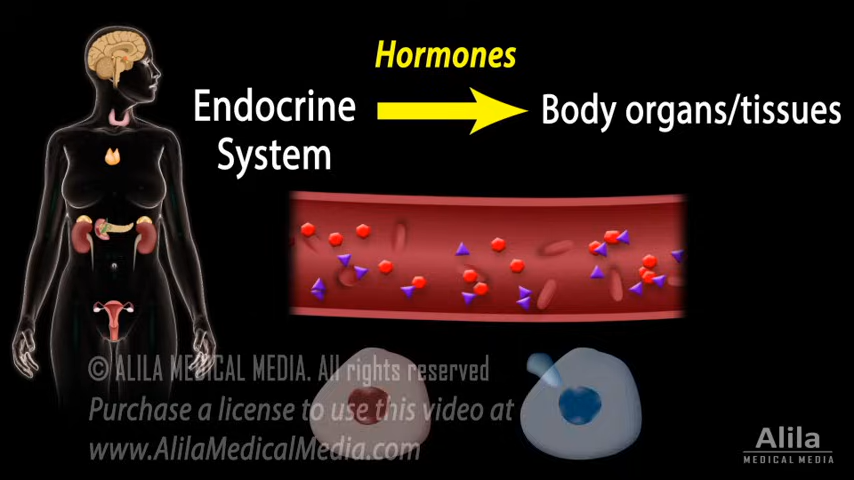 Hormones
Endocrine
System
Body organs/tissues
© ALILA MEDICAL MEDIA. All rights reserved
Purchase a license to use this video at
www.AlilaMedicalMedia.com
Alila
MEDICAL MEDIA